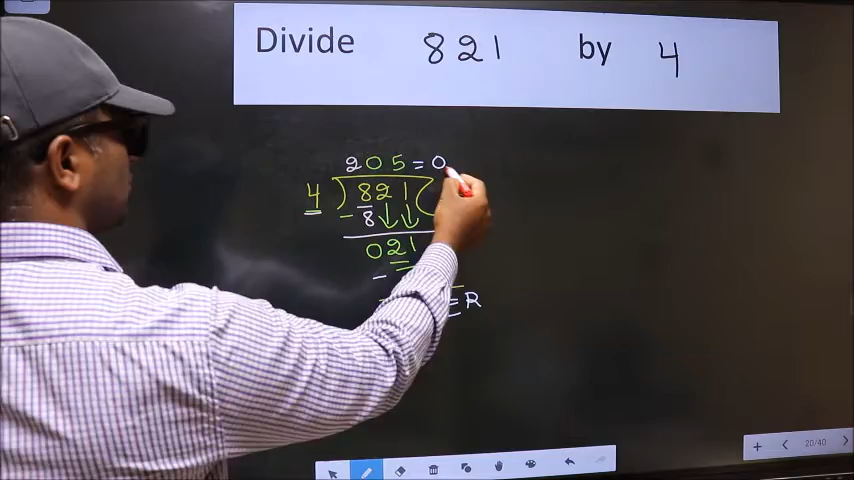 Divide 821 by 4
205 = 0
4 ) 821 (
- 8
021
-
= R
20/40